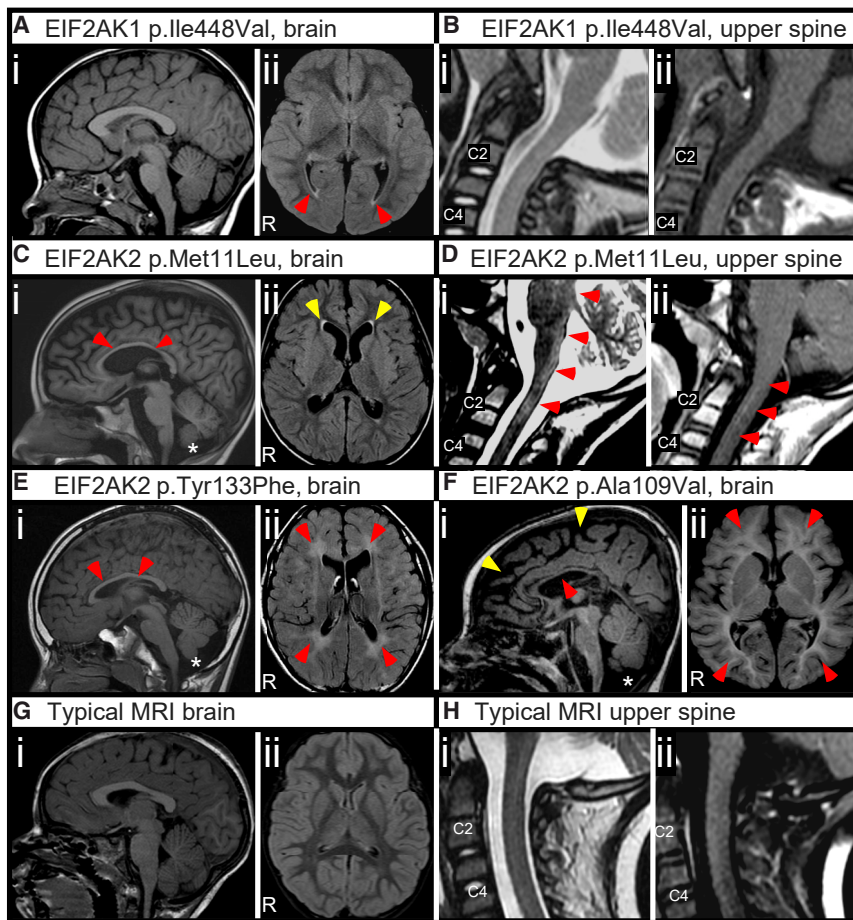 A EIF2AK1 p.Ile448Val, brain
B EIF2AK1 p.Ile448Val, upper spine
i
ii
R
i
C2
C4
ii
C2
C4
C EIF2AK2 p.Met11Leu, brain
D EIF2AK2 p.Met11Leu, upper spine
i
*
ii
R
i
C2
C4
ii
C2
C4
E EIF2AK2 p.Tyr133Phe, brain
F EIF2AK2 p.Ala109Val, brain
i
*
ii
R
i
*
ii
R
G Typical MRI brain
H Typical MRI upper spine
i
ii
R
i
C2
C4
ii
C2
C4